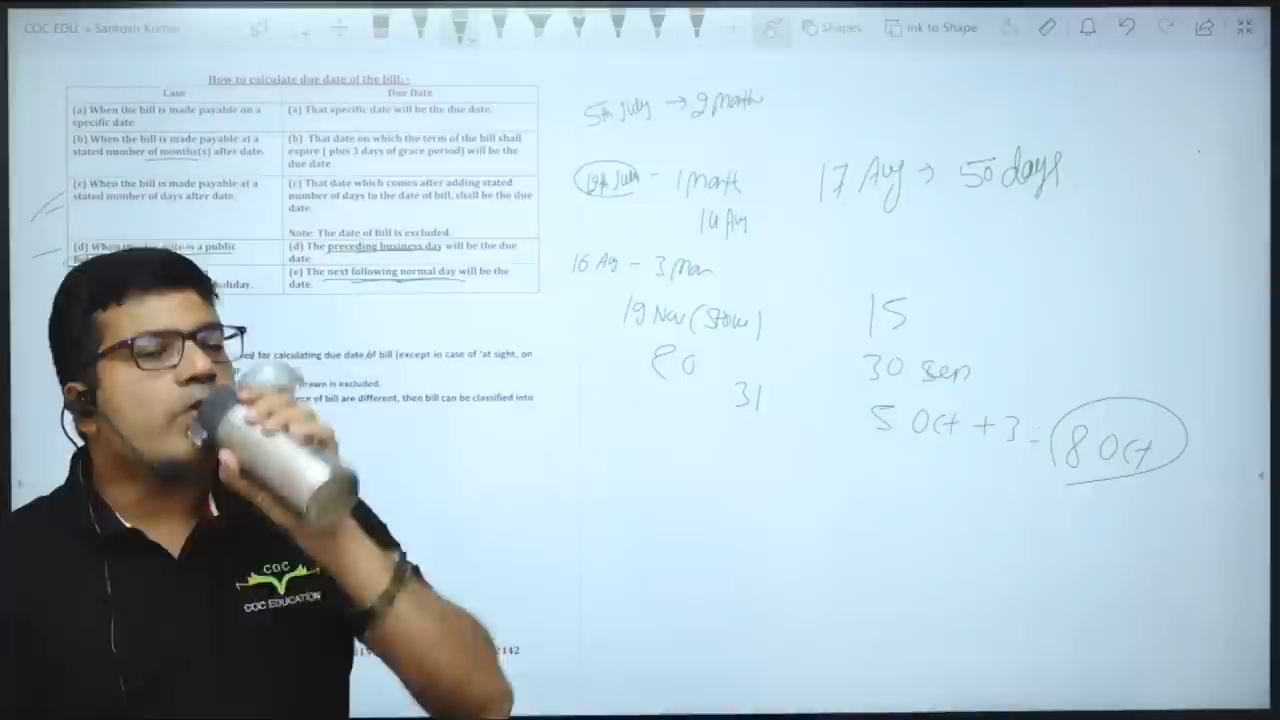 COC EDU - Santosh Kumar
Shapes
Ink to Shape
How to calculate due date of the bill: -
Case
Due Date
(a) When the bill is made payable on a specific date.
(a) That specific date will be the due date.
(b) When the bill is made payable at a stated number of months(s) after date.
(b) That date on which the term of the bill shall expire ( plus 3 days of grace period) will be the due date
(c) When the bill is made payable at a stated number of days after date.
(c) That date which comes after adding stated number of days to the date of bill, shall be the due date.
Note: The date of Bill is excluded.
(d) When
date is a public
(d) The preceding business day will be the due date
holiday.
(e) The next following normal day will be the date.
for calculating due date of bill (except in case of 'at sight, on
drawn is excluded.
of bill are different, then bill can be classified into
2142
5th July → 2 month
1 month
14 Aug
16 Ag - 3 Mon
19 Nov (
31
17 Aug → 50 days
15
30 sep
5 Oct + 3 - 8 Oct
COC
COC EDUCATION